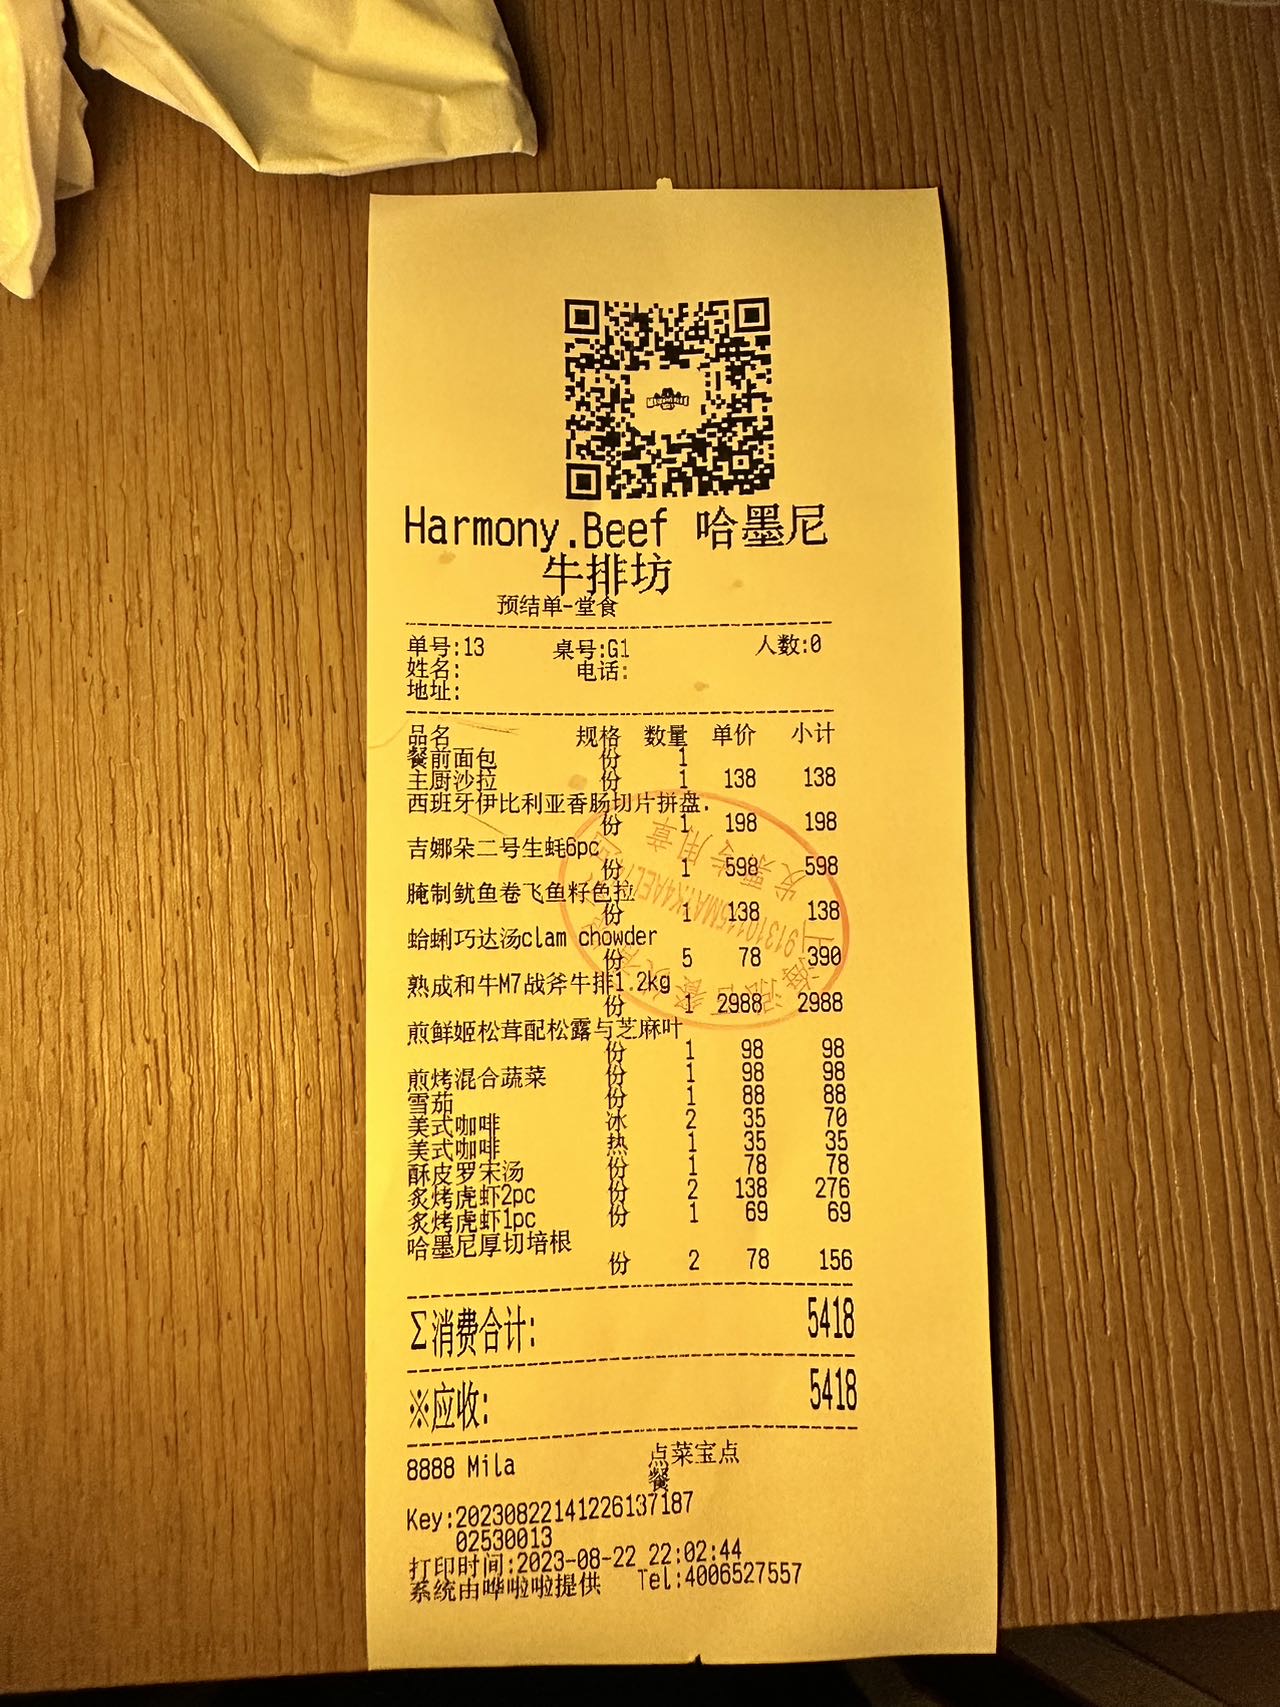 Harmony.Beef 哈墨尼
牛排坊
预结单-堂食
单号:13 桌号:G1 人数:0
姓名: 电话:
地址:
品名 规格 数量 单价 小计
餐前面包 份 1
主厨沙拉 份 1 138 138
西班牙伊比利亚香肠切片拼盘.
份 1 198 198
吉娜朵二号生蚝6pc
份 1 598 598
腌制鱿鱼卷飞鱼籽色拉
份 1 138 138
蛤蜊巧达汤clam chowder
份 5 78 390
熟成和牛M7战斧牛排1.2kg
份 1 2988 2988
煎鲜姬松茸配松露与芝麻叶
份 1 98 98
煎烤混合蔬菜 份 1 98 98
雪茄 份 1 88 88
美式咖啡 冰 2 35 70
美式咖啡 热 1 35 35
酥皮罗宋汤 份 1 78 78
炙烤虎虾2pc 份 2 138 276
炙烤虎虾1pc 份 1 69 69
哈墨尼厚切培根
份 2 78 156
Σ消费合计: 5418
※应收: 5418
8888 Mila 点菜宝点
餐
Key:20230822141226137187
02530013
打印时间:2023-08-22 22:02:44
系统由哗啦啦提供 Tel:4006527557